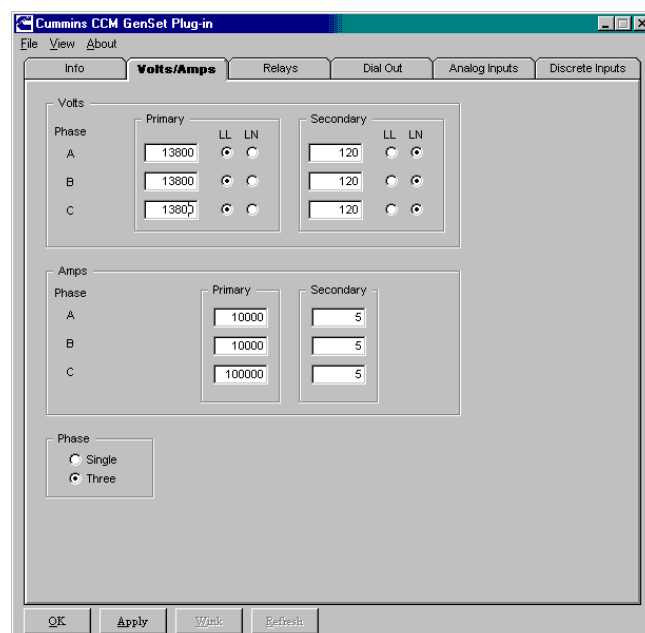 Cummins CCM GenSet Plug-in
File View About
Info Volts/Amps Relays Dial Out Analog Inputs Discrete Inputs
Volts
Primary Secondary
Phase LL LN LL LN
A 13800 120
B 13800 120
C 13800 120
Amps
Phase Primary Secondary
A 10000 5
B 10000 5
C 100000 5
Phase
Single
Three
OK Apply Wink Refresh